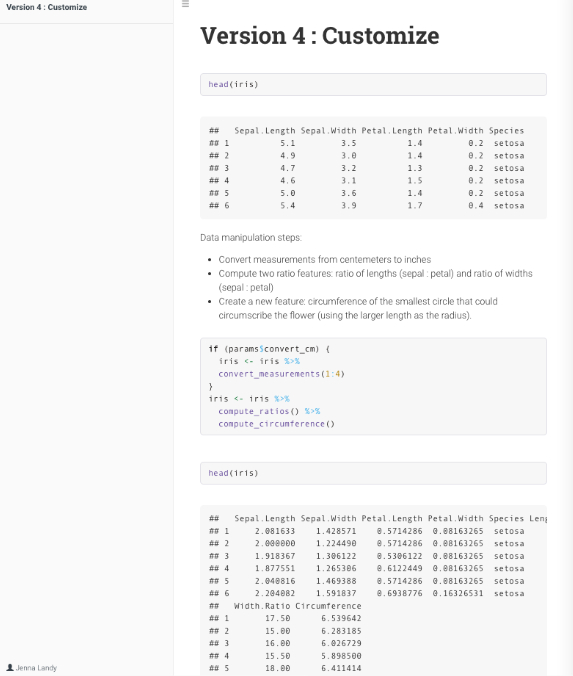 Version 4 : Customize
Version 4 : Customize
head(iris)
##   Sepal.Length Sepal.Width Petal.Length Petal.Width Species
## 1          5.1         3.5          1.4         0.2  setosa
## 2          4.9         3.0          1.4         0.2  setosa
## 3          4.7         3.2          1.3         0.2  setosa
## 4          4.6         3.1          1.5         0.2  setosa
## 5          5.0         3.6          1.4         0.2  setosa
## 6          5.4         3.9          1.7         0.4  setosa
Data manipulation steps:
• Convert measurements from centemeters to inches
• Compute two ratio features: ratio of lengths (sepal : petal) and ratio of widths
(sepal : petal)
• Create a new feature: circumference of the smallest circle that could
circumscribe the flower (using the larger length as the radius).
if (params$convert_cm) {
  iris <- iris %>%
  convert_measurements(1:4)
}
iris <- iris %>%
  compute_ratios() %>%
  compute_circumference()
head(iris)
##   Sepal.Length Sepal.Width Petal.Length Petal.Width Species
## 1     2.081633    1.428571    0.5714286  0.08163265  setosa
## 2     2.000000    1.224490    0.5714286  0.08163265  setosa
## 3     1.918367    1.306122    0.5306122  0.08163265  setosa
## 4     1.877551    1.265306    0.6122449  0.08163265  setosa
## 5     2.040816    1.469388    0.5714286  0.08163265  setosa
## 6     2.204082    1.591837    0.6938776  0.16326531  setosa
##   Width.Ratio Circumference
## 1       17.50      6.539642
## 2       15.00      6.283185
## 3       16.00      6.026729
## 4       15.50      5.898500
## 5       18.00      6.411414
Jenna Landy